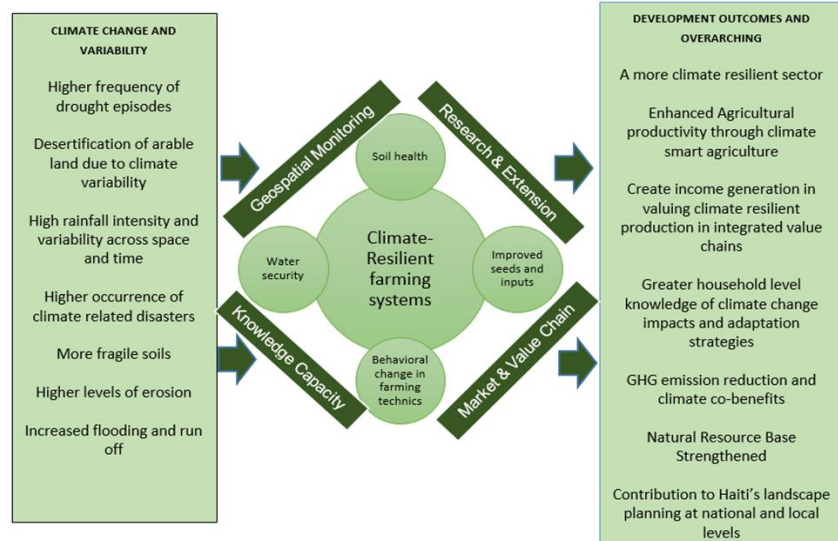 CLIMATE CHANGE AND
VARIABILITY
Higher frequency of
drought episodes
Desertification of arable
land due to climate
variability
High rainfall intensity and
variability across space
and time
Higher occurrence of
climate related disasters
More fragile soils
Higher levels of erosion
Increased flooding and run
off
Geospatial Monitoring
Research & Extension
Soil health
Water
security
Climate-
Resilient
farming
systems
Improved
seeds and
inputs
Knowledge Capacity
Behavioral
change in
farming
technics
Market & Value Chain
DEVELOPMENT OUTCOMES AND
OVERARCHING
A more climate resilient sector
Enhanced Agricultural
productivity through climate
smart agriculture
Create income generation in
valuing climate resilient
production in integrated value
chains
Greater household level
knowledge of climate change
impacts and adaptation
strategies
GHG emission reduction and
climate co-benefits
Natural Resource Base
Strengthened
Contribution to Haiti's landscape
planning at national and local
levels